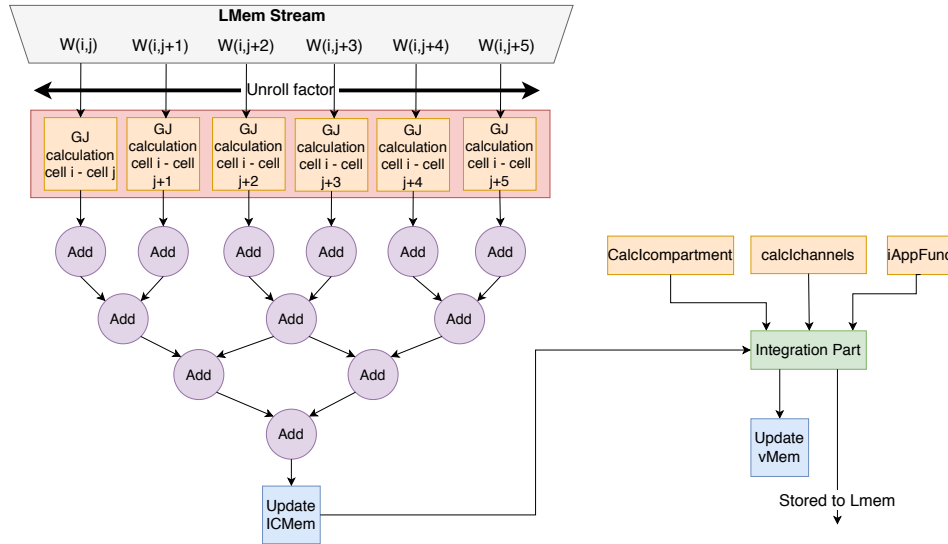 LMem Stream
W(i,j)
W(i,j+1)
W(i,j+2)
W(i,j+3)
W(i,j+4)
W(i,j+5)
Unroll factor
GJ
calculation
cell i - cell j
GJ
calculation
cell i - cell
j+1
GJ
calculation
cell i - cell
j+2
GJ
calculation
cell i - cell
j+3
GJ
calculation
cell i - cell
j+4
GJ
calculation
cell i - cell
j+5
Add
Add
Add
Add
Add
Add
CalcIcompartment
calcIchannels
iAppFunc
Add
Add
Add
Integration Part
Add
Add
Add
Update
vMem
Update
ICMem
Stored to Lmem